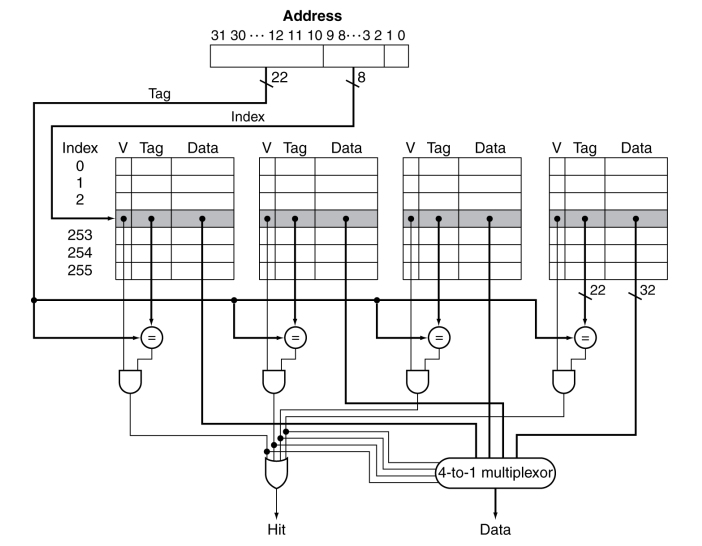 Address
31 30 ··· 12 11 10 9 8···3 2 1 0
22
8
Tag
Index
Index V Tag Data V Tag Data V Tag Data V Tag Data
0
1
2
253
254
255
22
32
= = = =
4-to-1 multiplexor
Hit
Data